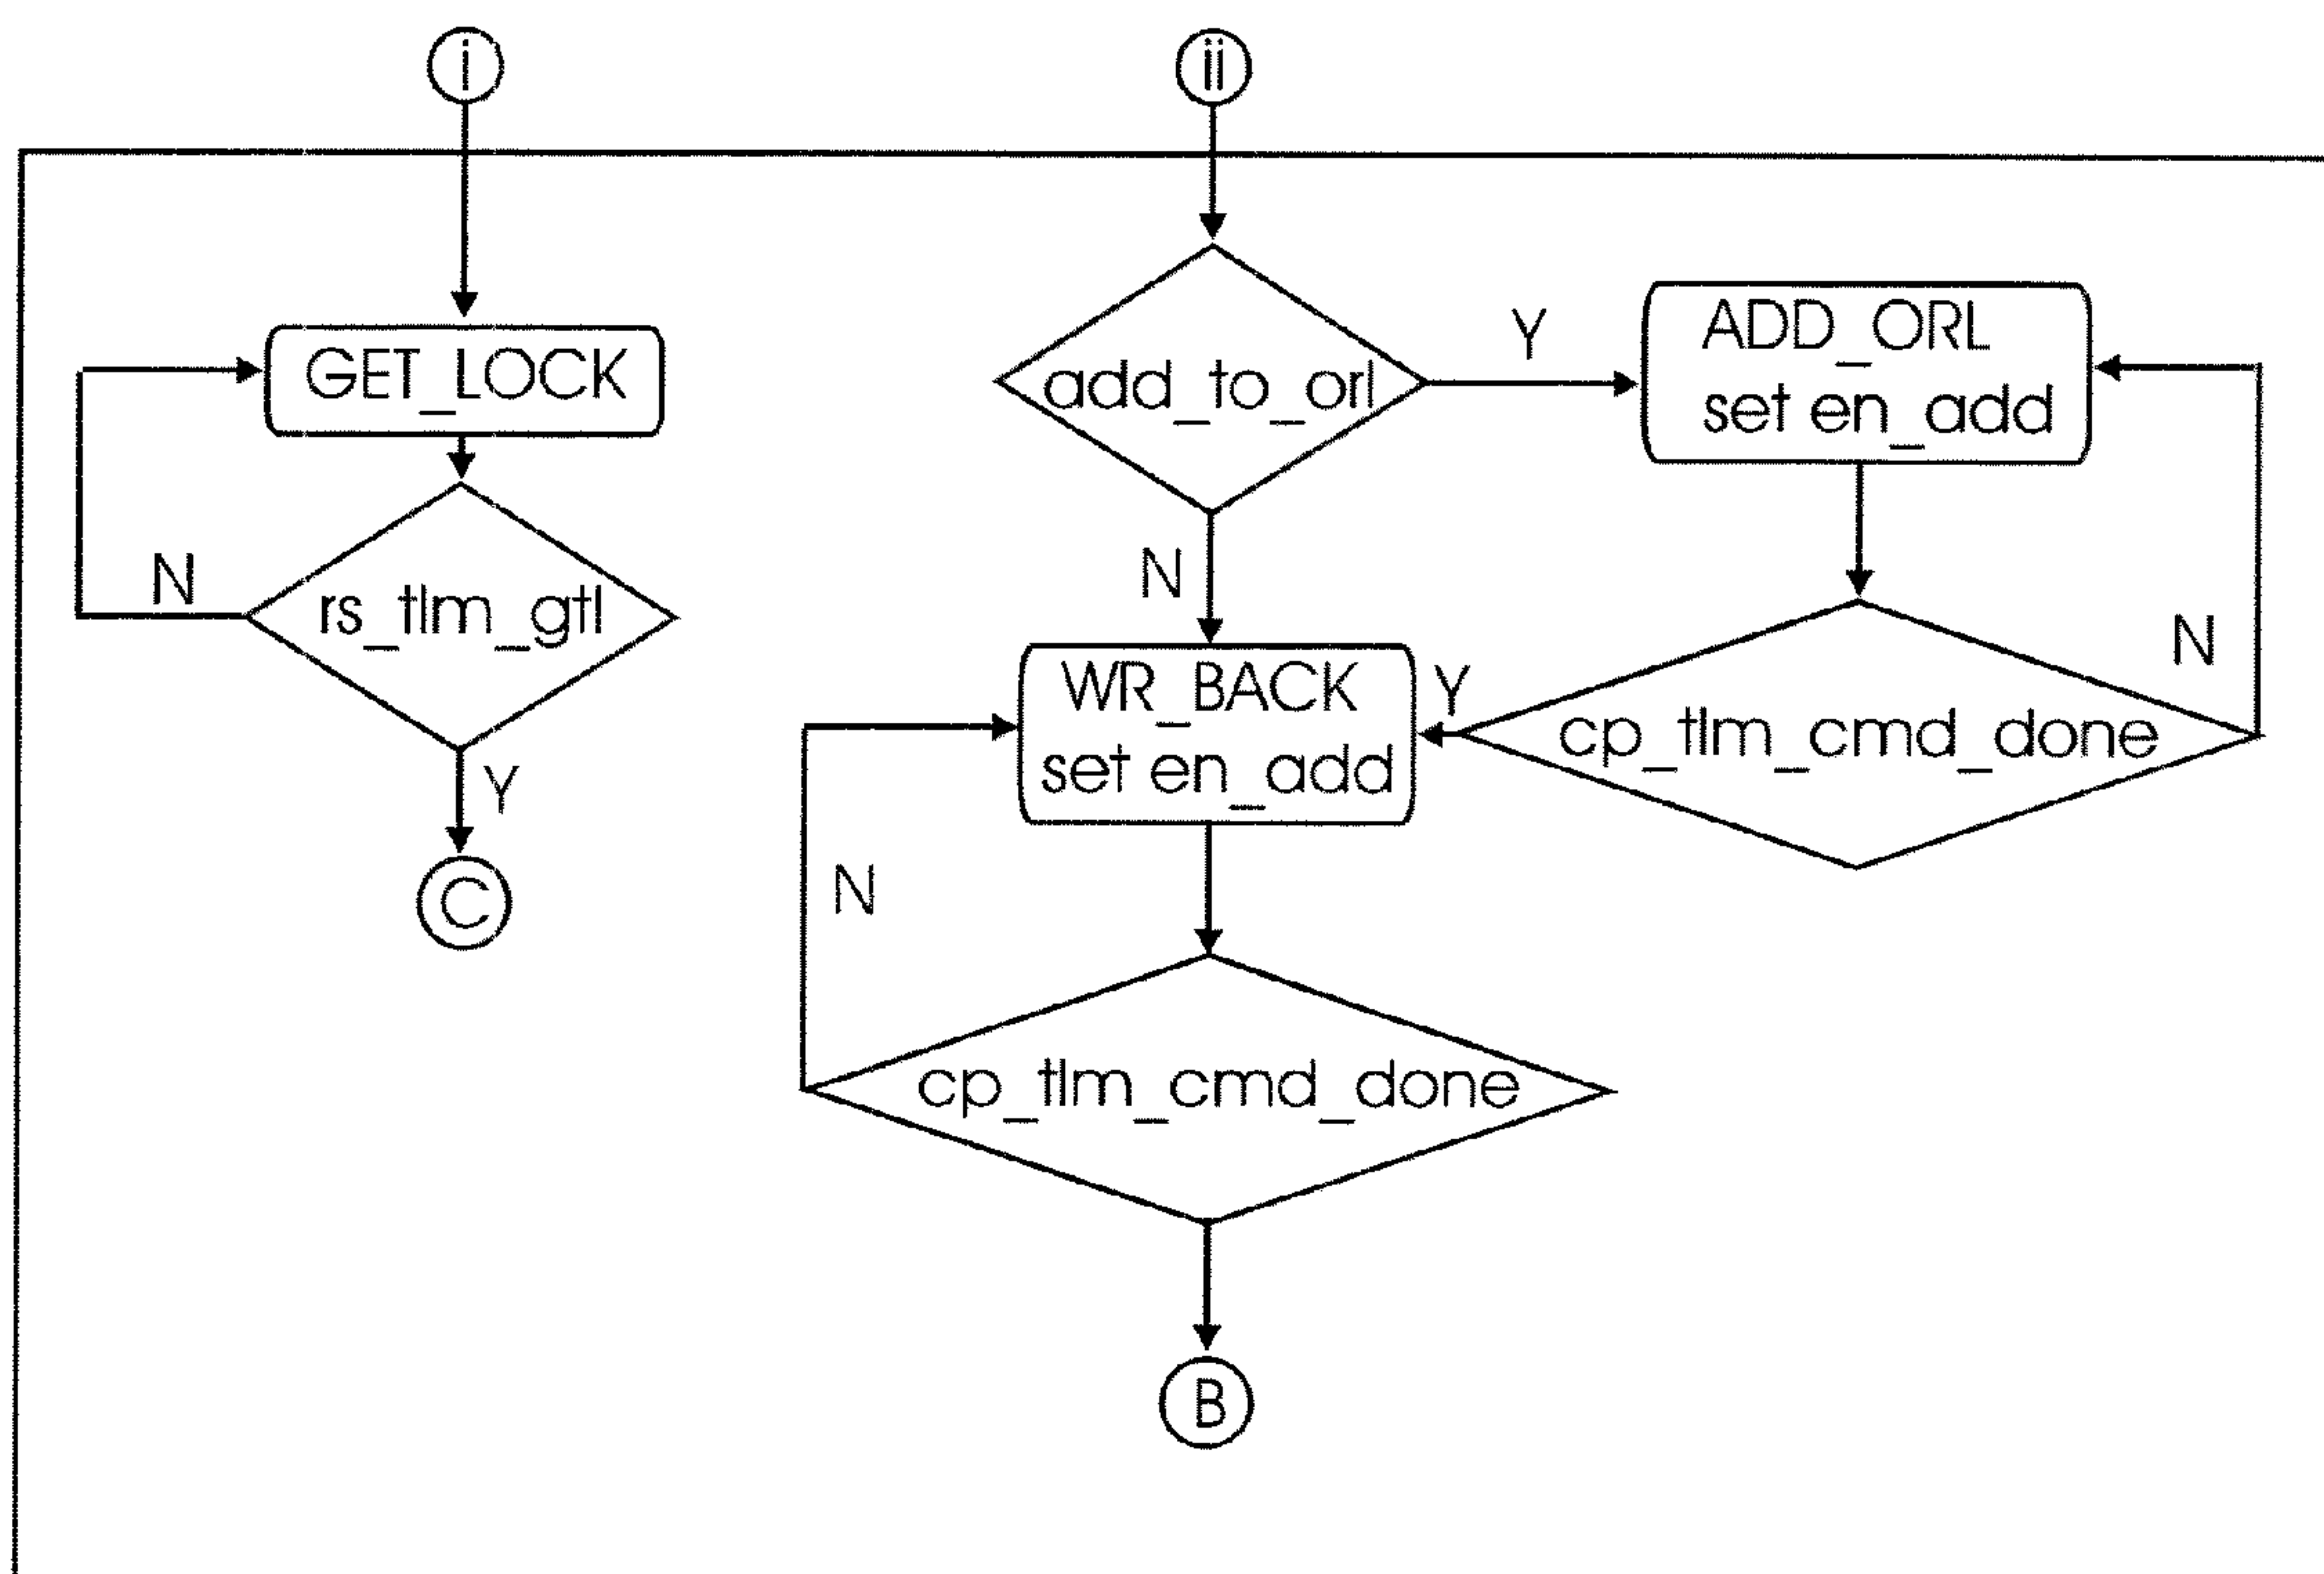 i
ii
GET_LOCK
rs_tlm_gtl
N
Y
C
add_to_orl
Y
N
ADD_ORL
set en_add
cp_tlm_cmd_done
N
Y
WR_BACK
set en_add
N
cp_tlm_cmd_done
B